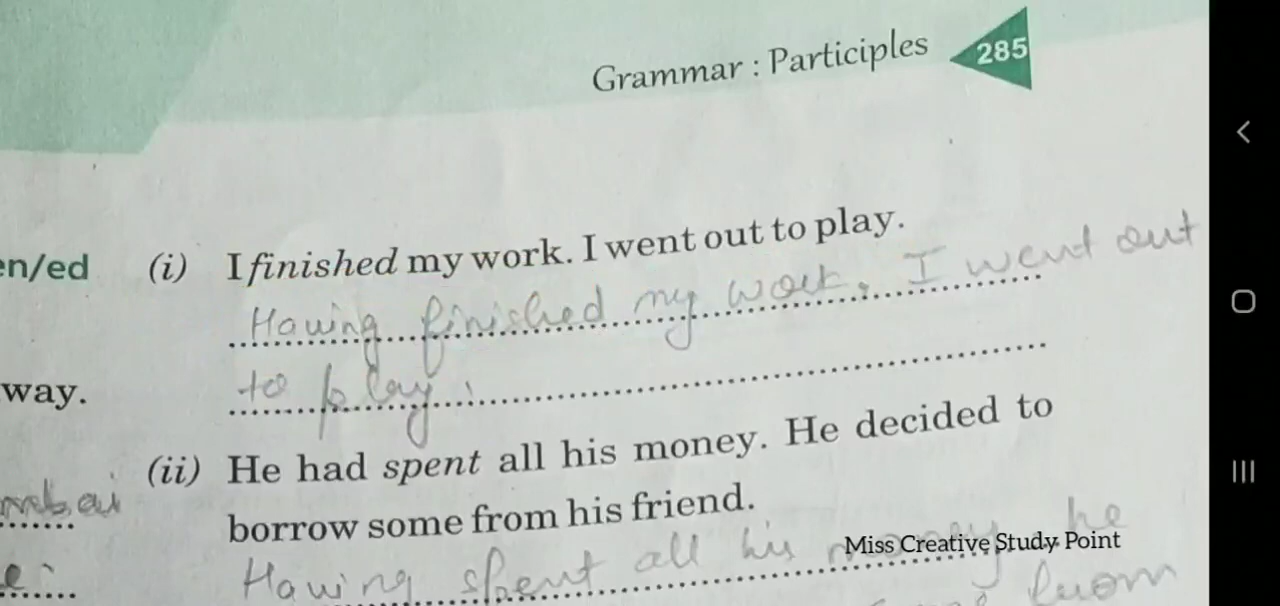 Grammar : Participles 285
en/ed (i) I finished my work. I went out to play.
Having finished my work, I went out
to play.
way.
(ii) He had spent all his money. He decided to
borrow some from his friend.
Having spent all his money he
Miss Creative Study Point